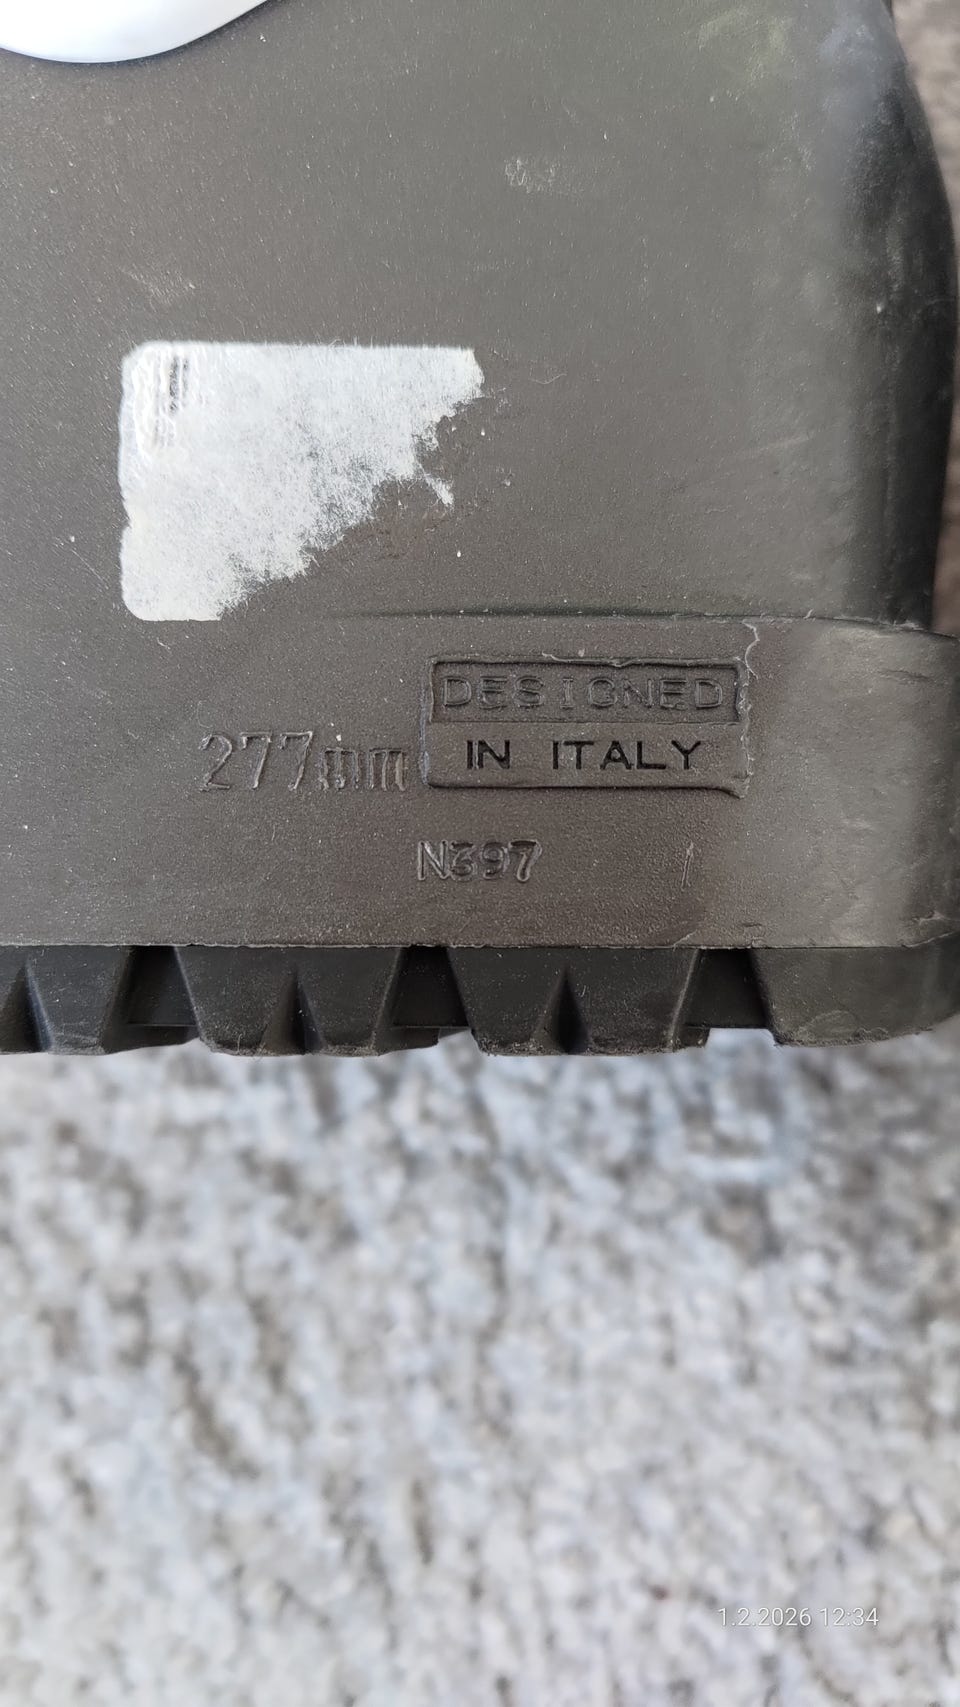 DESIGNED
277mm IN ITALY
N397
1.2.2026 12:34